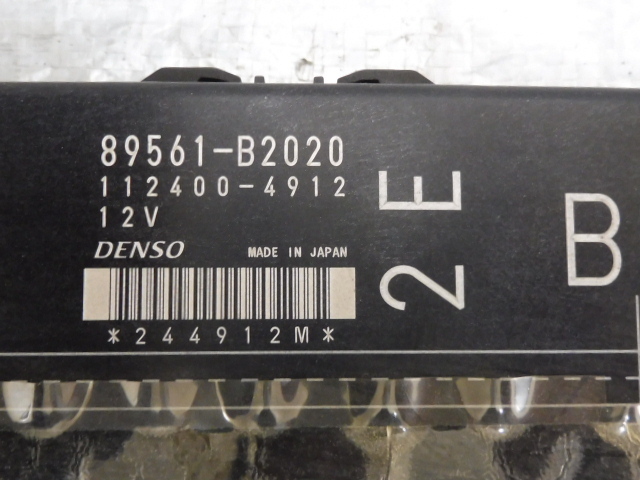 89561-B2020
112400-4912
12V
DENSO MADE IN JAPAN
*244912M*
2E
B